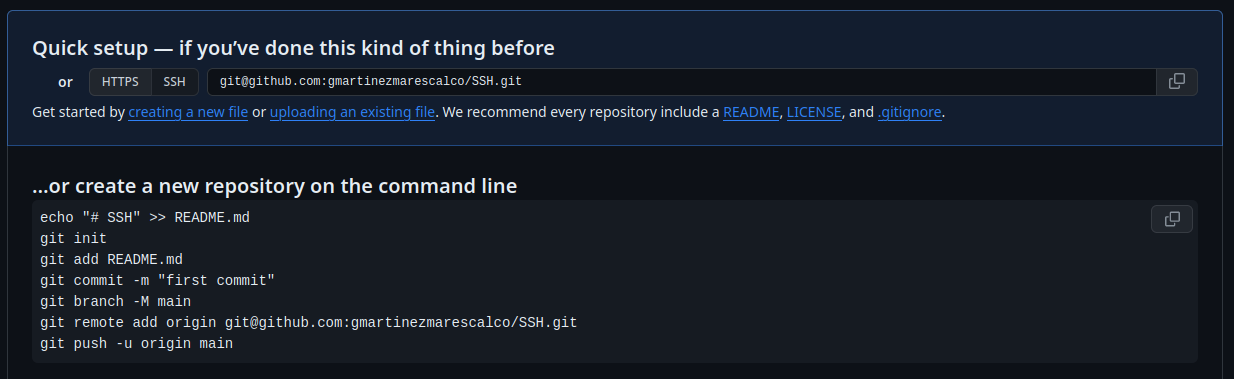 Quick setup — if you’ve done this kind of thing before
or HTTPS SSH git@github.com:gmartinezmarescalco/SSH.git
Get started by creating a new file or uploading an existing file. We recommend every repository include a README, LICENSE, and .gitignore.
…or create a new repository on the command line
echo "# SSH" >> README.md
git init
git add README.md
git commit -m "first commit"
git branch -M main
git remote add origin git@github.com:gmartinezmarescalco/SSH.git
git push -u origin main